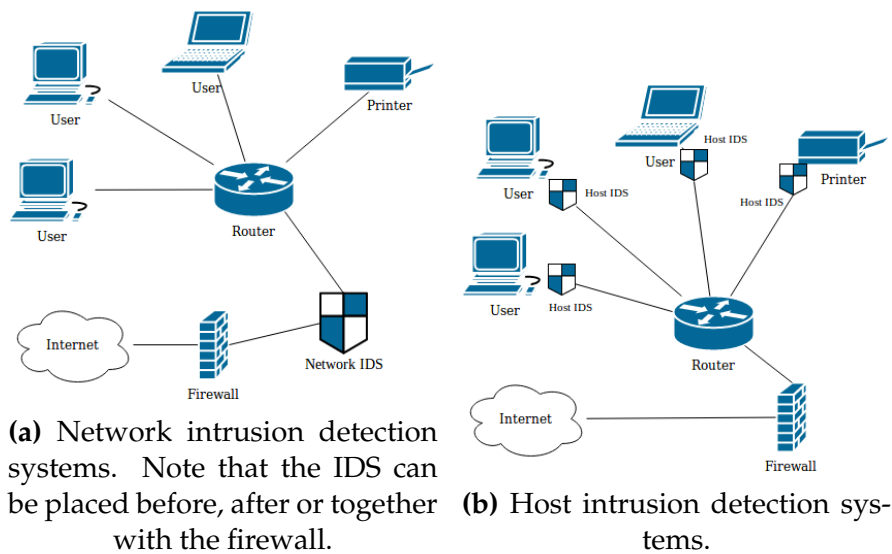 User
User
Printer
User
Router
Internet
Network IDS
Firewall
(a) Network intrusion detection
systems. Note that the IDS can
be placed before, after or together
with the firewall.
Host IDS
User
User
Host IDS
Printer
Host IDS
User
Host IDS
Router
Internet
Firewall
(b) Host intrusion detection sys-
tems.